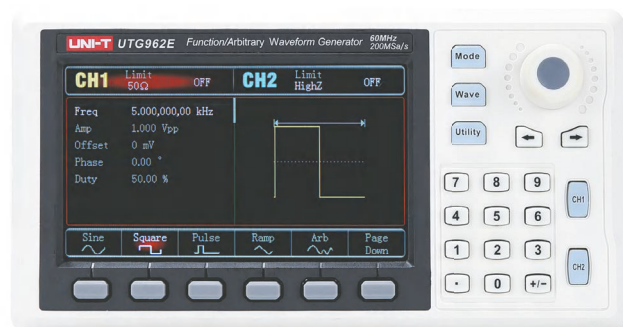 UNI-T UTG962E Function/Arbitrary Waveform Generator 60MHz 200MSa/s
CH1 Limit 50Ω OFF CH2 Limit HighZ OFF
Freq 5.000,000,00 kHz
Amp 1.000 Vpp
Offset 0 mV
Phase 0.00 °
Duty 50.00 %
Sine Square Pulse Ramp Arb Page Down
Mode
Wave
Utility
7 8 9
4 5 6
1 2 3
. 0 +/-
CH1
CH2